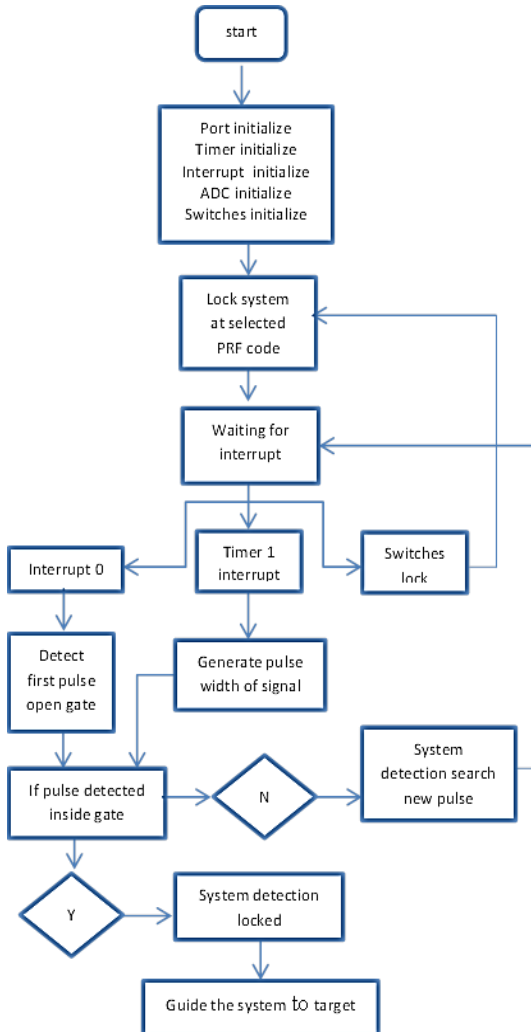 start
Port initialize
Timer initialize
Interrupt initialize
ADC initialize
Switches initialize
Lock system
at selected
PRF code
Waiting for
interrupt
Interrupt 0
Timer 1
interrupt
Switches
lock
Detect
first pulse
open gate
Generate pulse
width of signal
If pulse detected
inside gate
N
System
detection search
new pulse
Y
System detection
locked
Guide the system to target